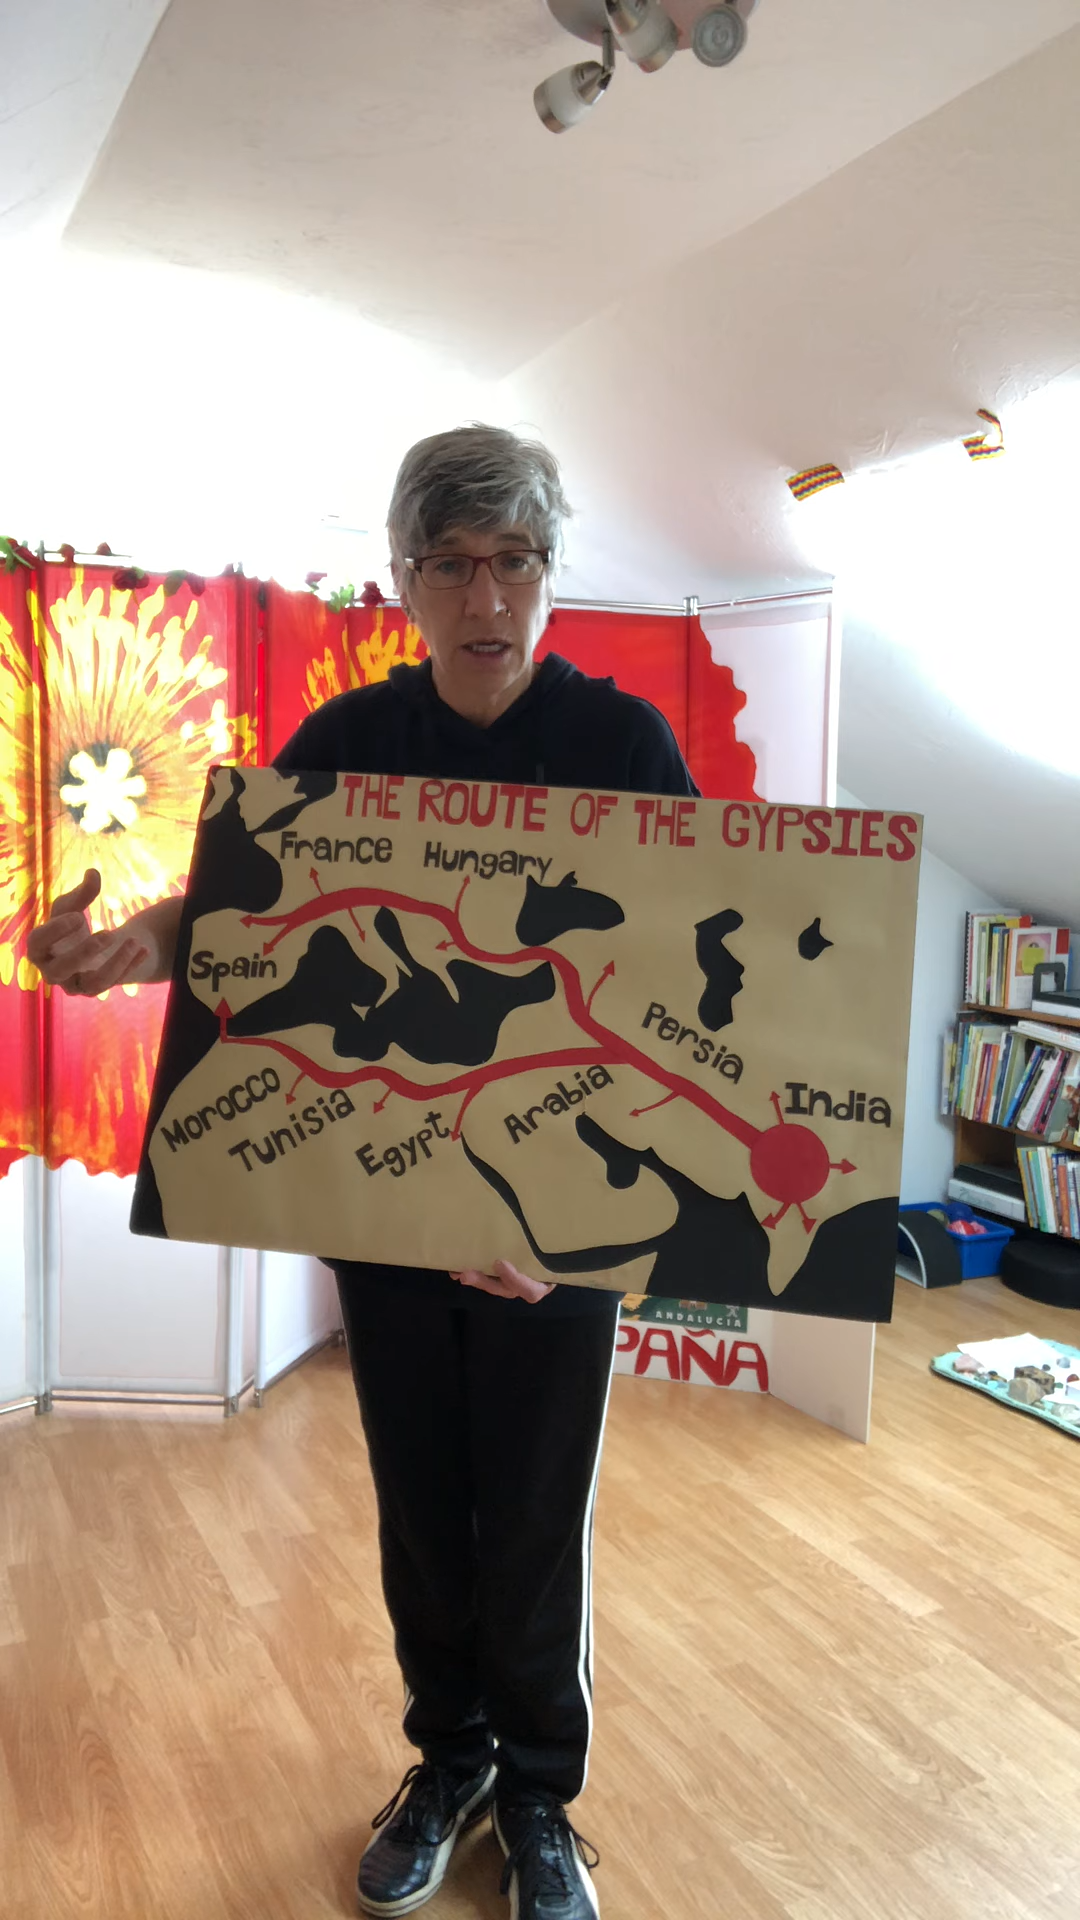 THE ROUTE OF THE GYPSIES
France
Hungary
Spain
Persia
Morocco
Tunisia
Egypt
Arabia
India
ANDALUCIA
PAÑA